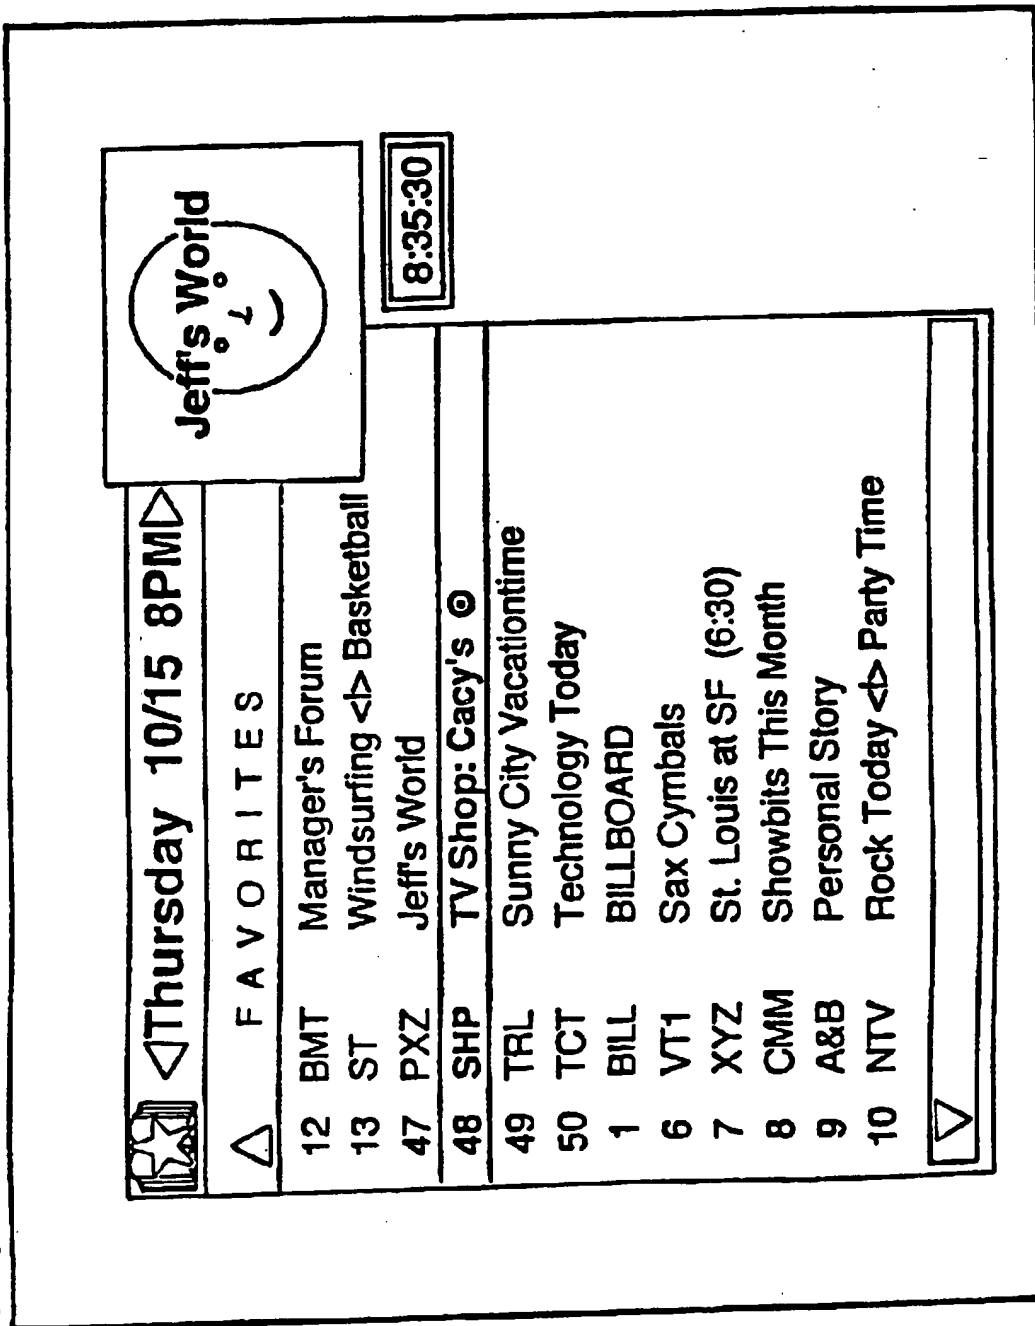 ◁Thursday 10/15 8PM▷
Jeff's World
8:35:30
FAVORITES
12 BMT Manager's Forum
13 ST Windsurfing <|> Basketball
47 PXZ Jeff's World
48 SHP TV Shop: Cacy's ◎
49 TRL Sunny City Vacationtime
50 TCT Technology Today
1 BILL BILLBOARD
6 VT1 Sax Cymbals
7 XYZ St. Louis at SF (6:30)
8 CMM Showbits This Month
9 A&B Personal Story
10 NTV Rock Today <|> Party Time